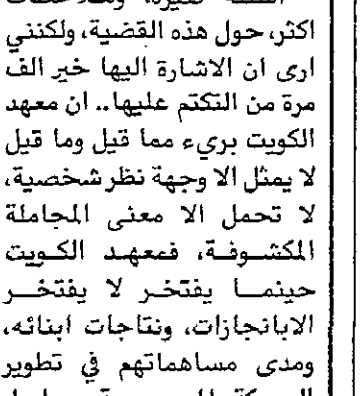 اكثر، حول هذه القضية، ولكنني
ارى ان الاشارة اليها خير الف
مرة من التكتم عليها.. ان معهد
الكويت بريء مما قيل وما قيل
لا يمثل الا وجهة نظر شخصية،
لا تحمل الا معنى المجاملة
المكشوفة، فمعهد الكويت
حينما يفتخر لا يفتخر
الابانجازات، ونتاجات ابنائه،
ومدى مساهماتهم في تطوير